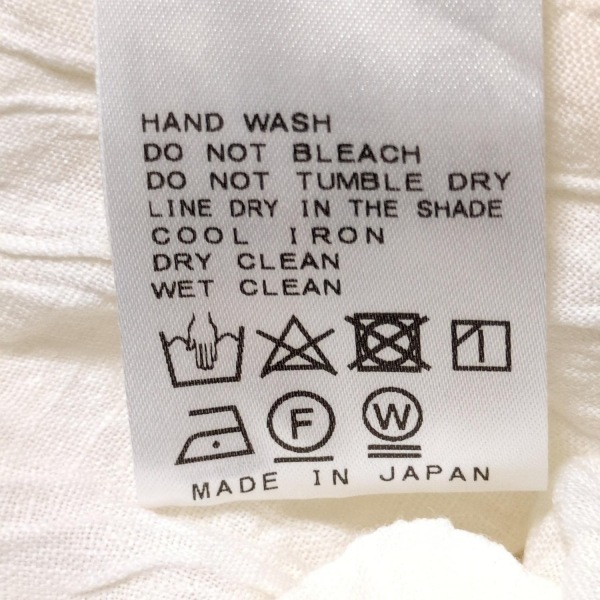 HAND WASH
DO NOT BLEACH
DO NOT TUMBLE DRY
LINE DRY IN THE SHADE
COOL IRON
DRY CLEAN
WET CLEAN
F W
MADE IN JAPAN